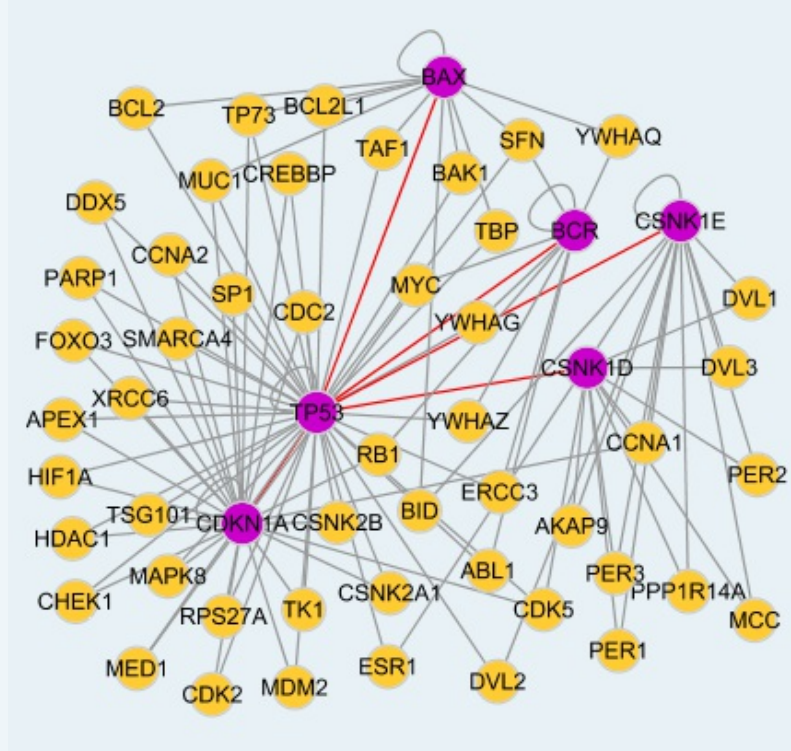 BAX
BCL2
TP73
BCL2L1
TAF1
SFN
YWHAQ
MUC1
CREBBP
BAK1
DDX5
TBP
BCR
CSNK1E
CCNA2
PARP1
SP1
CDC2
MYC
DVL1
FOXO3
SMARCA4
YWHAG
CSNK1D
DVL3
XRCC6
APEX1
TP53
YWHAZ
CCNA1
HIF1A
RB1
PER2
TSG101
CDKN1A
CSNK2B
BID
ERCC3
AKAP9
HDAC1
MAPK8
CSNK2A1
ABL1
PER3
PPP1R14A
CHEK1
RPS27A
TK1
CDK5
MCC
MED1
CDK2
MDM2
ESR1
DVL2
PER1